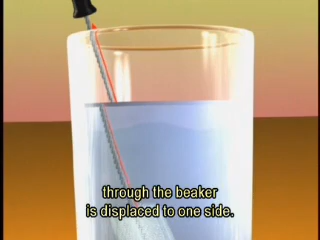 through the beaker
is displaced to one side.